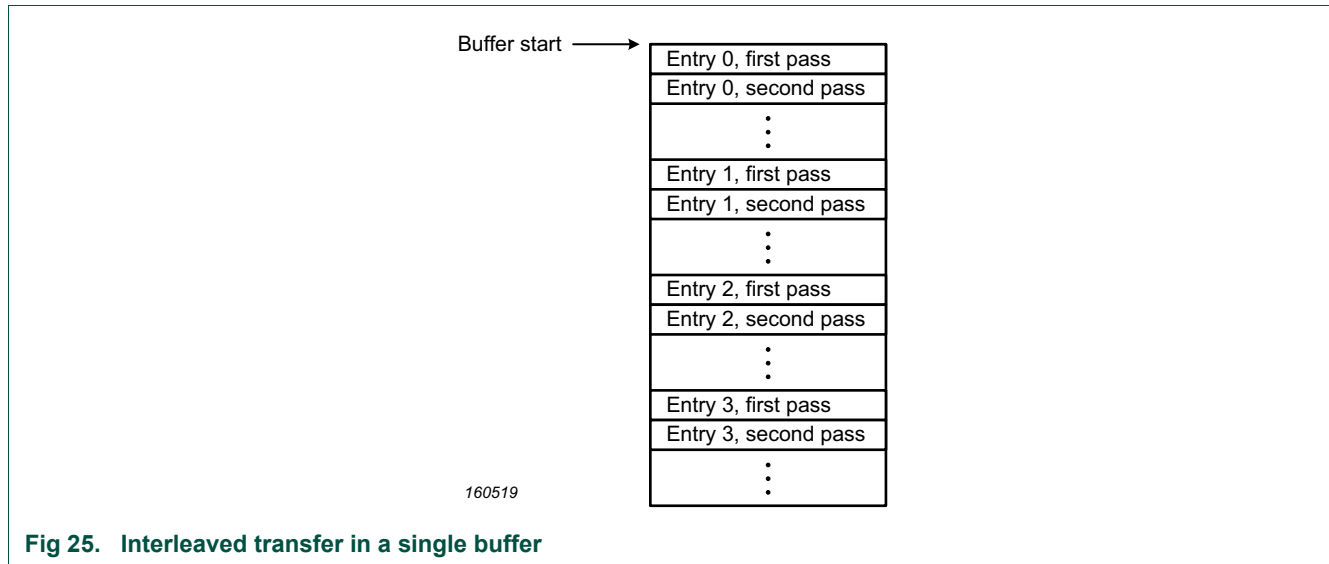 Buffer start
Entry 0, first pass
Entry 0, second pass
Entry 1, first pass
Entry 1, second pass
Entry 2, first pass
Entry 2, second pass
Entry 3, first pass
Entry 3, second pass
160519
Fig 25. Interleaved transfer in a single buffer